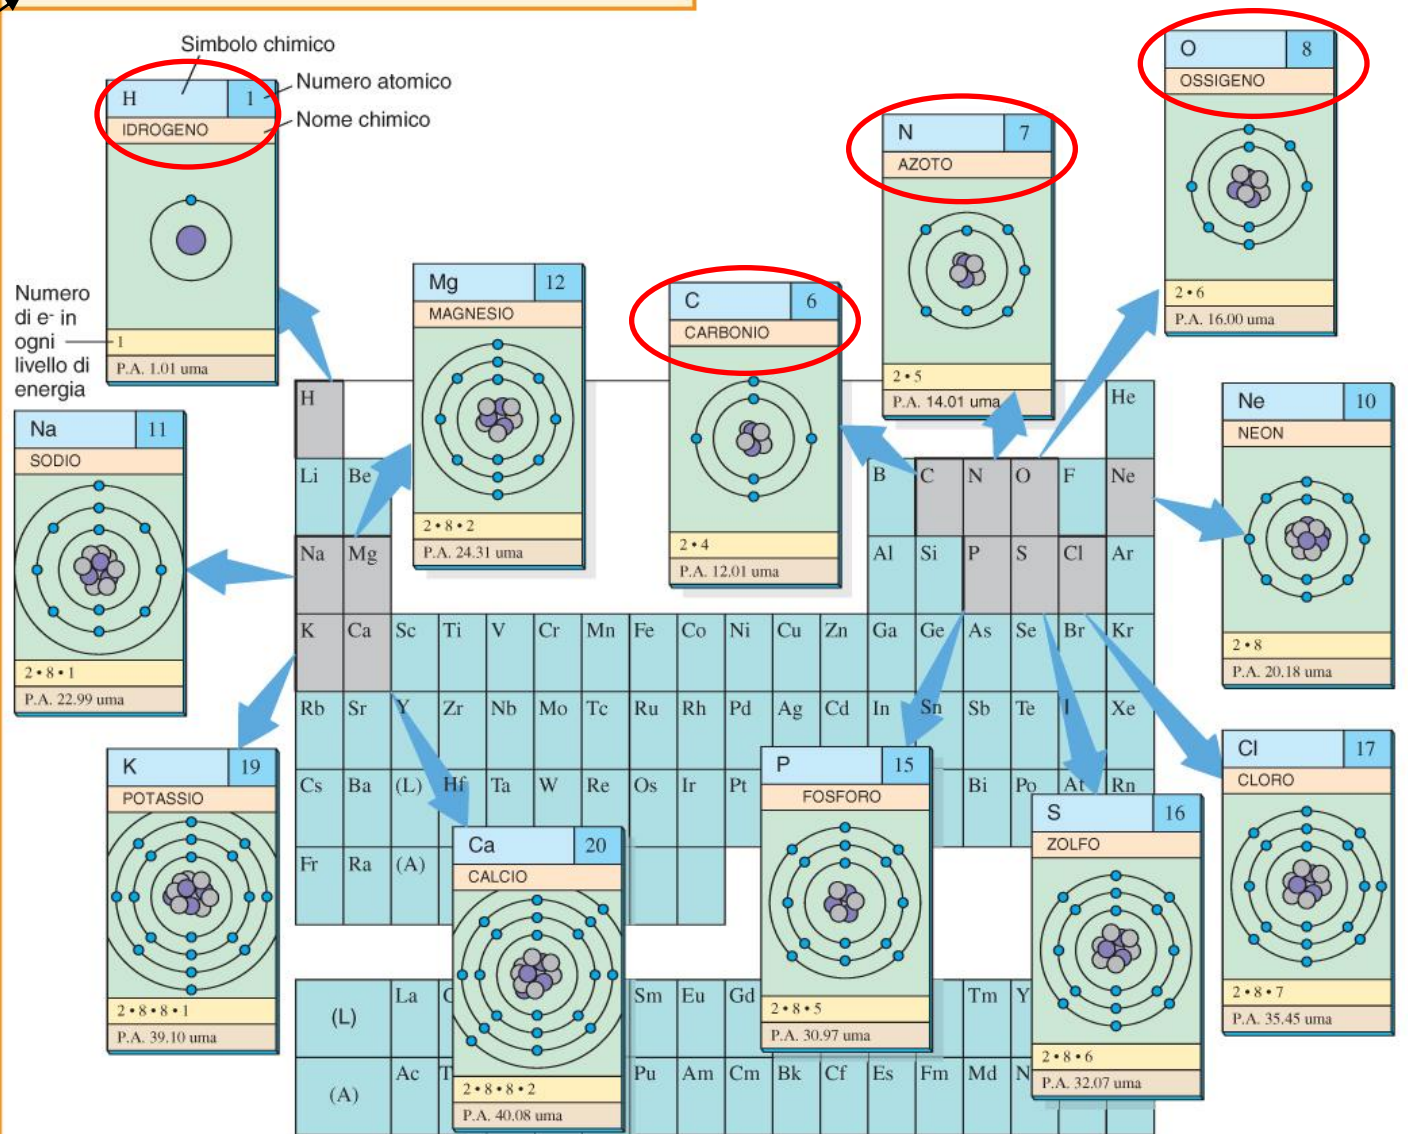 Simbolo chimico
Numero atomico
Nome chimico
H 1
IDROGENO
1
P.A. 1.01 uma
Numero
di e- in
ogni
livello di
energia
O 8
OSSIGENO
2 • 6
P.A. 16.00 uma
N 7
AZOTO
2 • 5
P.A. 14.01 uma
Mg 12
MAGNESIO
2 • 8 • 2
P.A. 24.31 uma
C 6
CARBONIO
2 • 4
P.A. 12.01 uma
Na 11
SODIO
2 • 8 • 1
P.A. 22.99 uma
Ne 10
NEON
2 • 8
P.A. 20.18 uma
H He
Li Be B C N O F Ne
Na Mg Al Si P S Cl Ar
K Ca Sc Ti V Cr Mn Fe Co Ni Cu Zn Ga Ge As Se Br Kr
Rb Sr Y Zr Nb Mo Tc Ru Rh Pd Ag Cd In Sn Sb Te I Xe
Cs Ba (L) Hf Ta W Re Os Ir Pt Bi Po At Rn
Fr Ra (A)
K 19
POTASSIO
2 • 8 • 8 • 1
P.A. 39.10 uma
Ca 20
CALCIO
2 • 8 • 8 • 2
P.A. 40.08 uma
P 15
FOSFORO
2 • 8 • 5
P.A. 30.97 uma
S 16
ZOLFO
2 • 8 • 6
P.A. 32.07 uma
Cl 17
CLORO
2 • 8 • 7
P.A. 35.45 uma
(L) La Sm Eu Gd Tm
(A) Ac Pu Am Cm Bk Cf Es Fm Md